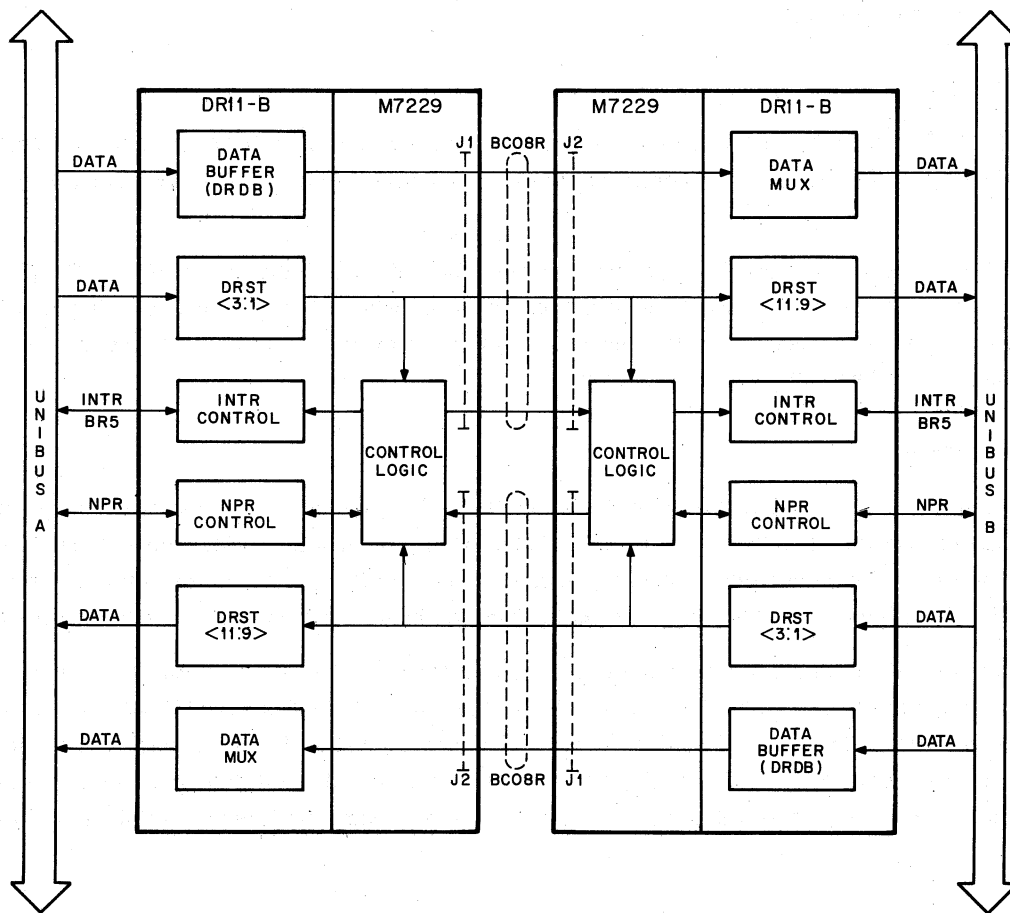 DR11-B
M7229
M7229
DR11-B
J1
BC08R
J2
DATA
DATA
BUFFER
(DRDB)
DATA
MUX
DATA
DATA
DRST
<3:1>
DRST
<11:9>
DATA
UNIBUS A
INTR
BR5
INTR
CONTROL
CONTROL
LOGIC
CONTROL
LOGIC
INTR
CONTROL
INTR
BR5
UNIBUS B
NPR
NPR
CONTROL
NPR
CONTROL
NPR
DATA
DRST
<11:9>
DRST
<3:1>
DATA
DATA
DATA
MUX
DATA
BUFFER
(DRDB)
DATA
J2
BC08R
J1